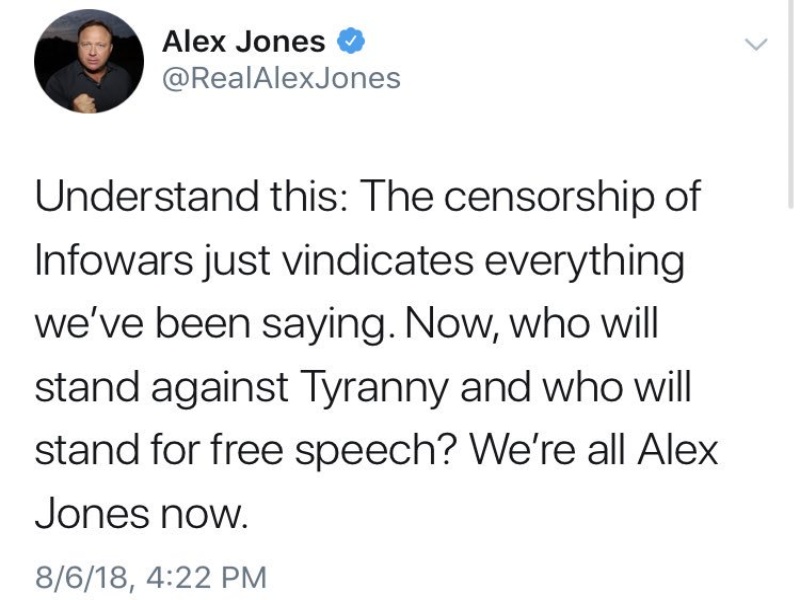 Alex Jones
@RealAlexJones
Understand this: The censorship of
Infowars just vindicates everything
we've been saying. Now, who will
stand against Tyranny and who will
stand for free speech? We're all Alex
Jones now.
8/6/18, 4:22 PM